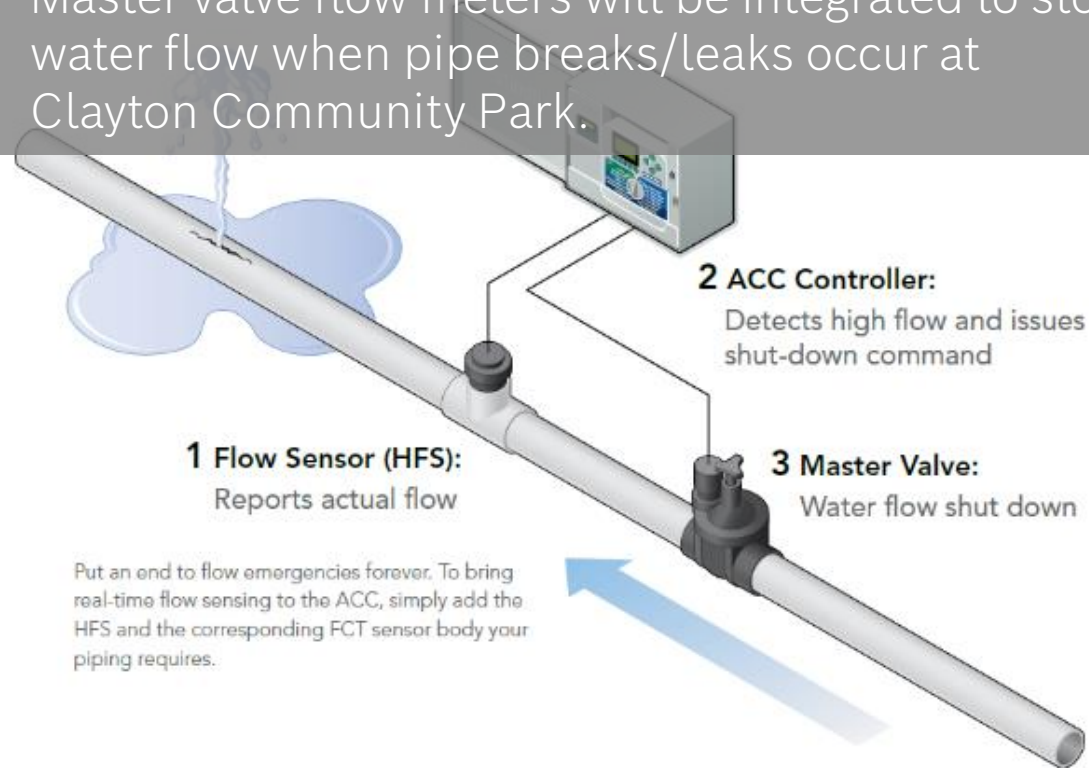 Master valve flow meters will be integrated to
water flow when pipe breaks/leaks occur at
Clayton Community Park.
2 ACC Controller:
Detects high flow and issues
shut-down command
1 Flow Sensor (HFS):
Reports actual flow
3 Master Valve:
Water flow shut down
Put an end to flow emergencies forever. To bring
real-time flow sensing to the ACC, simply add the
HFS and the corresponding FCT sensor body your
piping requires.